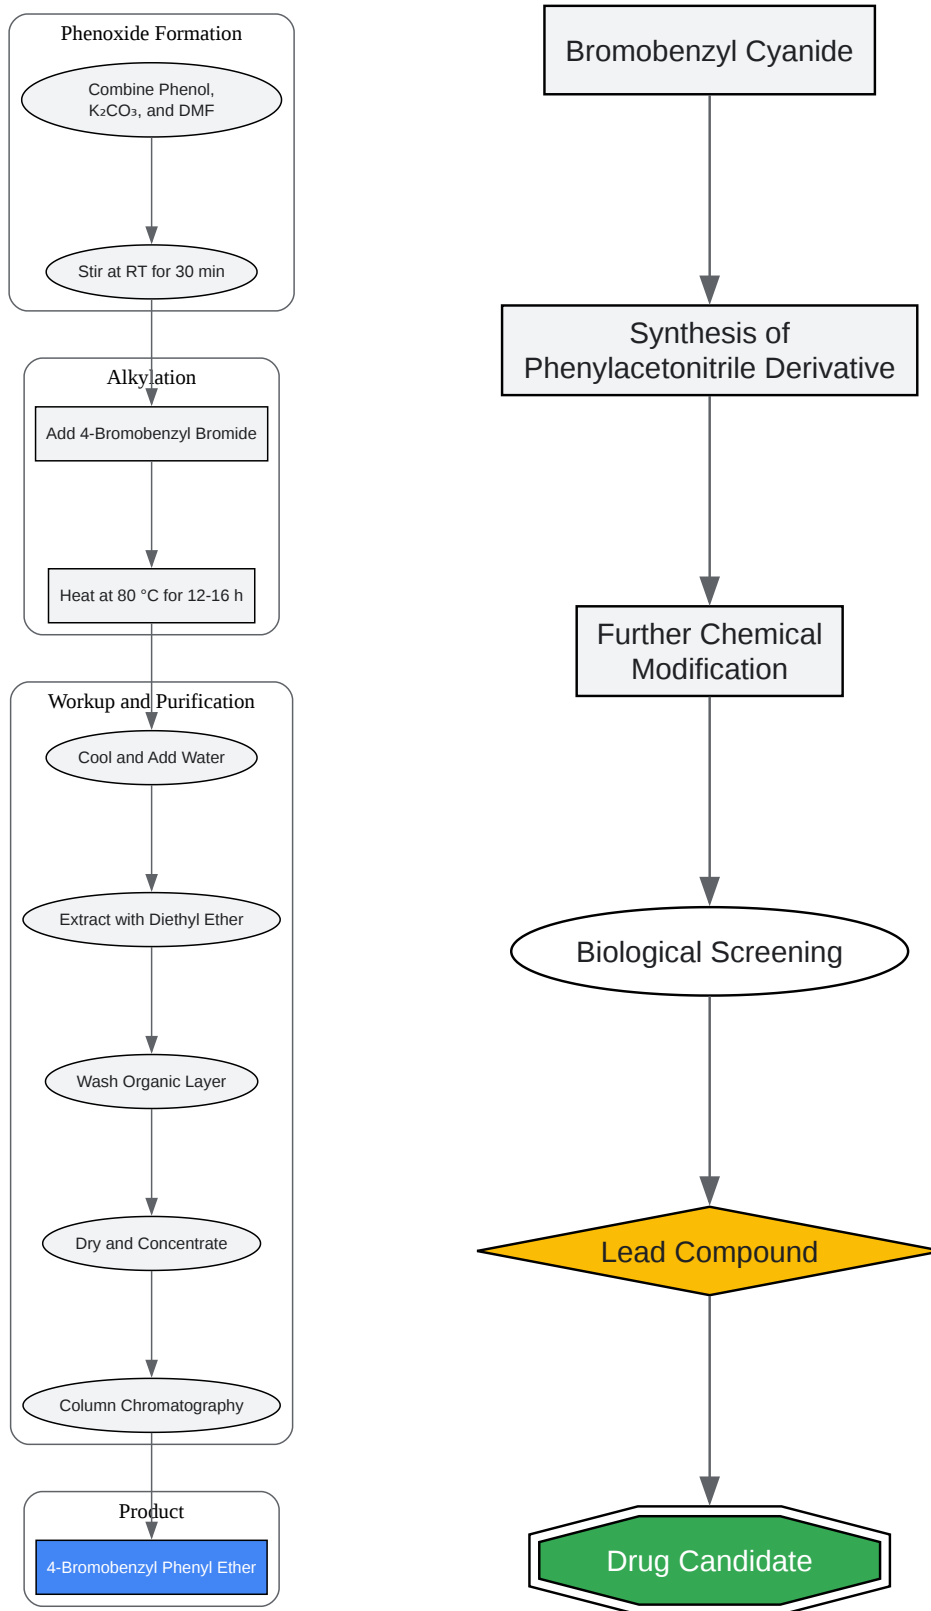 Phenoxide Formation
Combine Phenol,
K₂CO₃, and DMF
Stir at RT for 30 min
Alkylation
Add 4-Bromobenzyl Bromide
Heat at 80 °C for 12-16 h
Workup and Purification
Cool and Add Water
Extract with Diethyl Ether
Wash Organic Layer
Dry and Concentrate
Column Chromatography
Product
4-Bromobenzyl Phenyl Ether
Bromobenzyl Cyanide
Synthesis of
Phenylacetonitrile Derivative
Further Chemical
Modification
Biological Screening
Lead Compound
Drug Candidate